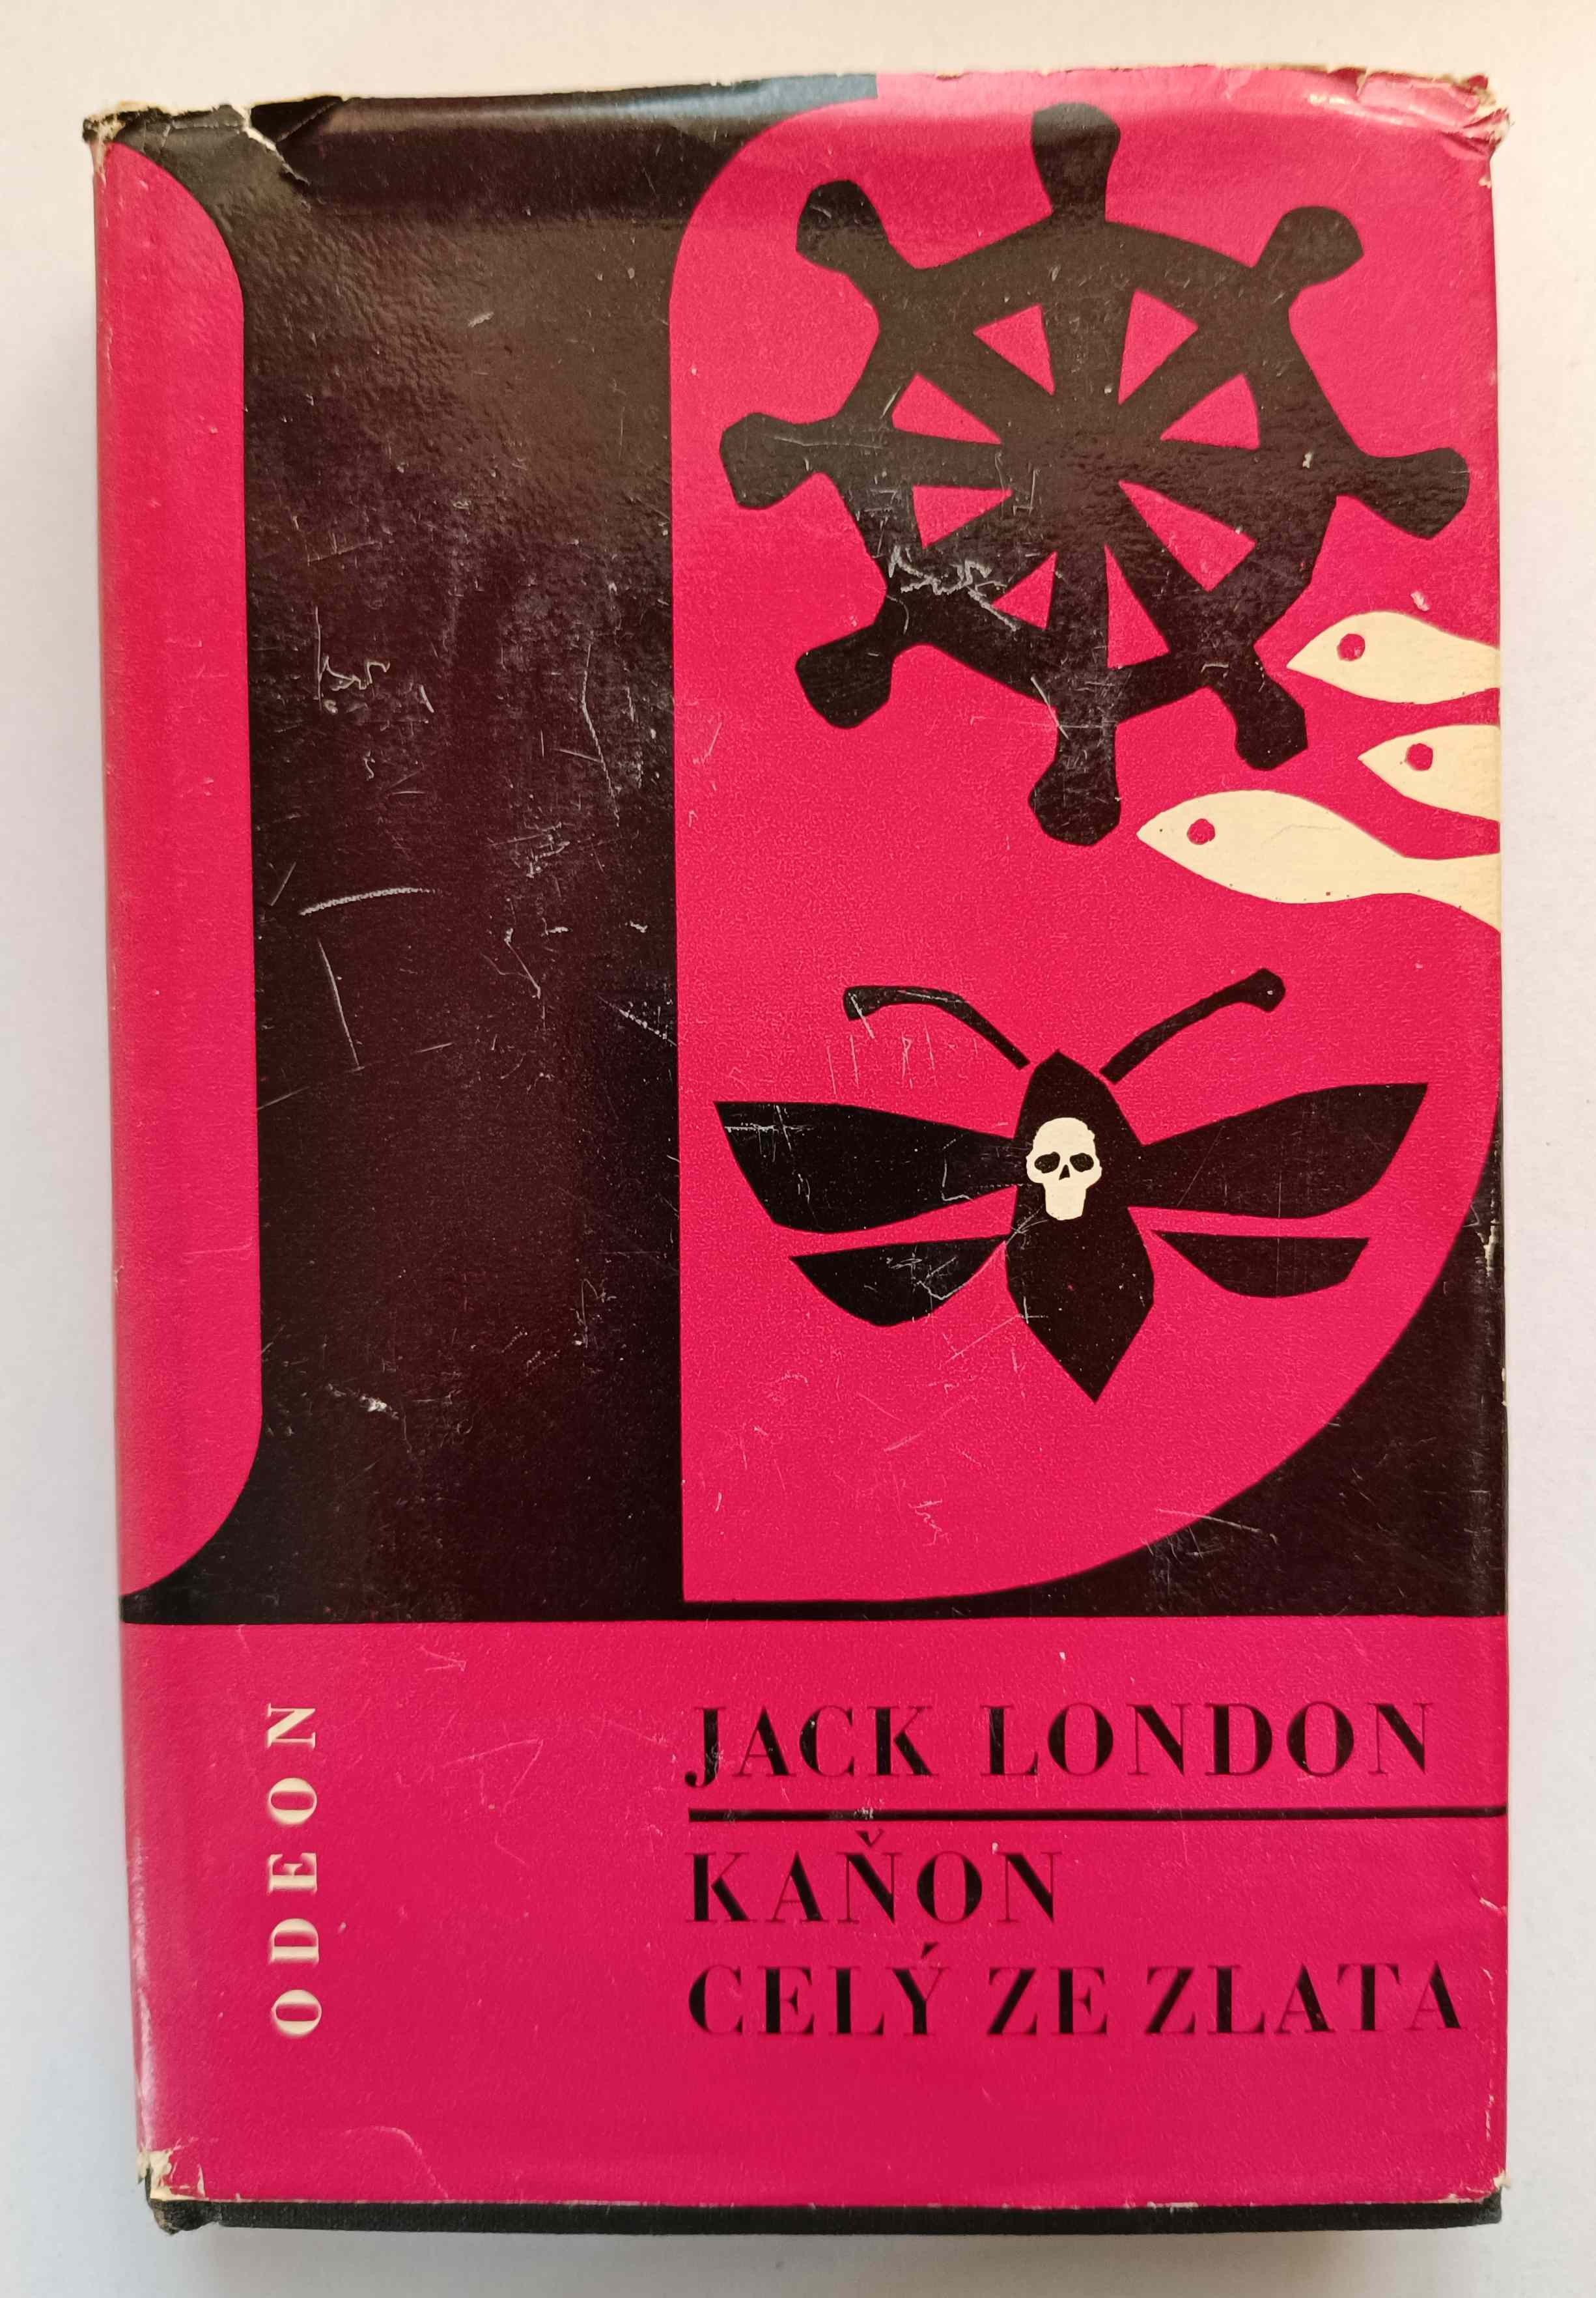 JACK LONDON
KAŇON
CELÝ ZE ZLATA
ODEON